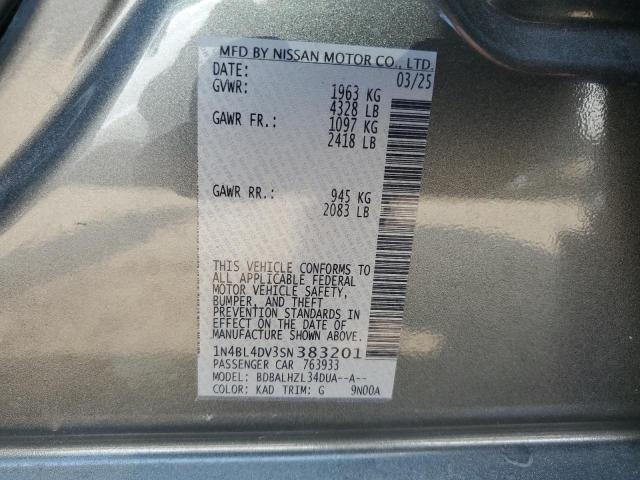 MFD BY NISSAN MOTOR CO., LTD.
DATE: 03/25
GVWR: 1963 KG
4328 LB
GAWR FR.: 1097 KG
2418 LB
GAWR RR.: 945 KG
2083 LB
THIS VEHICLE CONFORMS TO
ALL APPLICABLE FEDERAL
MOTOR VEHICLE SAFETY,
BUMPER, AND THEFT
PREVENTION STANDARDS IN
EFFECT ON THE DATE OF
MANUFACTURE SHOWN ABOVE.
1N4BL4DV3SN383201
PASSENGER CAR 763933
MODEL: BDBALHZL34DUA--A--
COLOR: KAD TRIM: G 9N00A